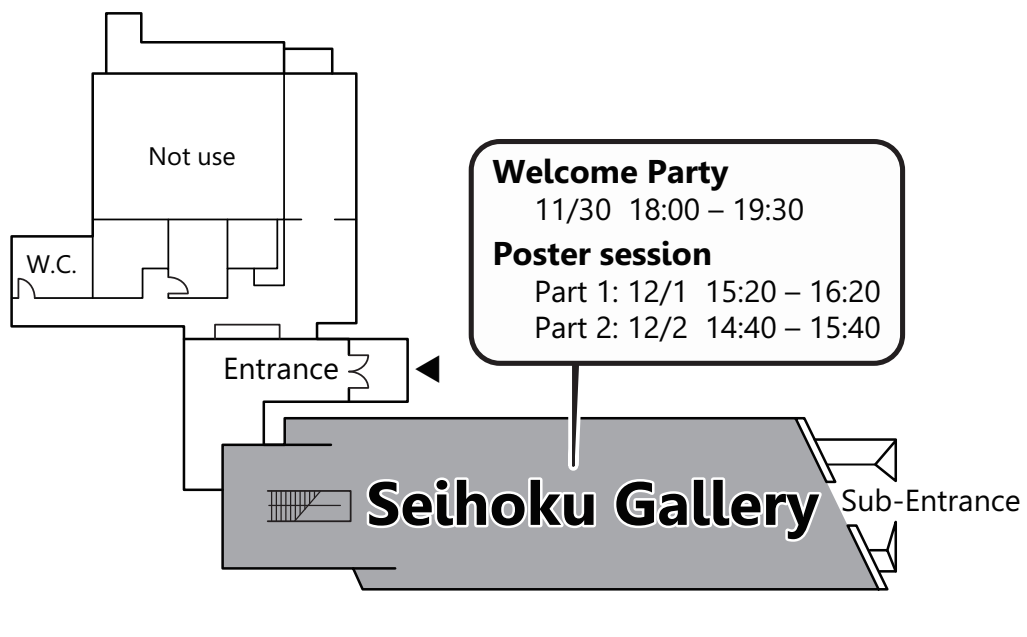 Not use
Welcome Party
11/30 18:00 – 19:30
Poster session
Part 1: 12/1 15:20 – 16:20
Part 2: 12/2 14:40 – 15:40
W.C.
Entrance
Seihoku Gallery
Sub-Entrance